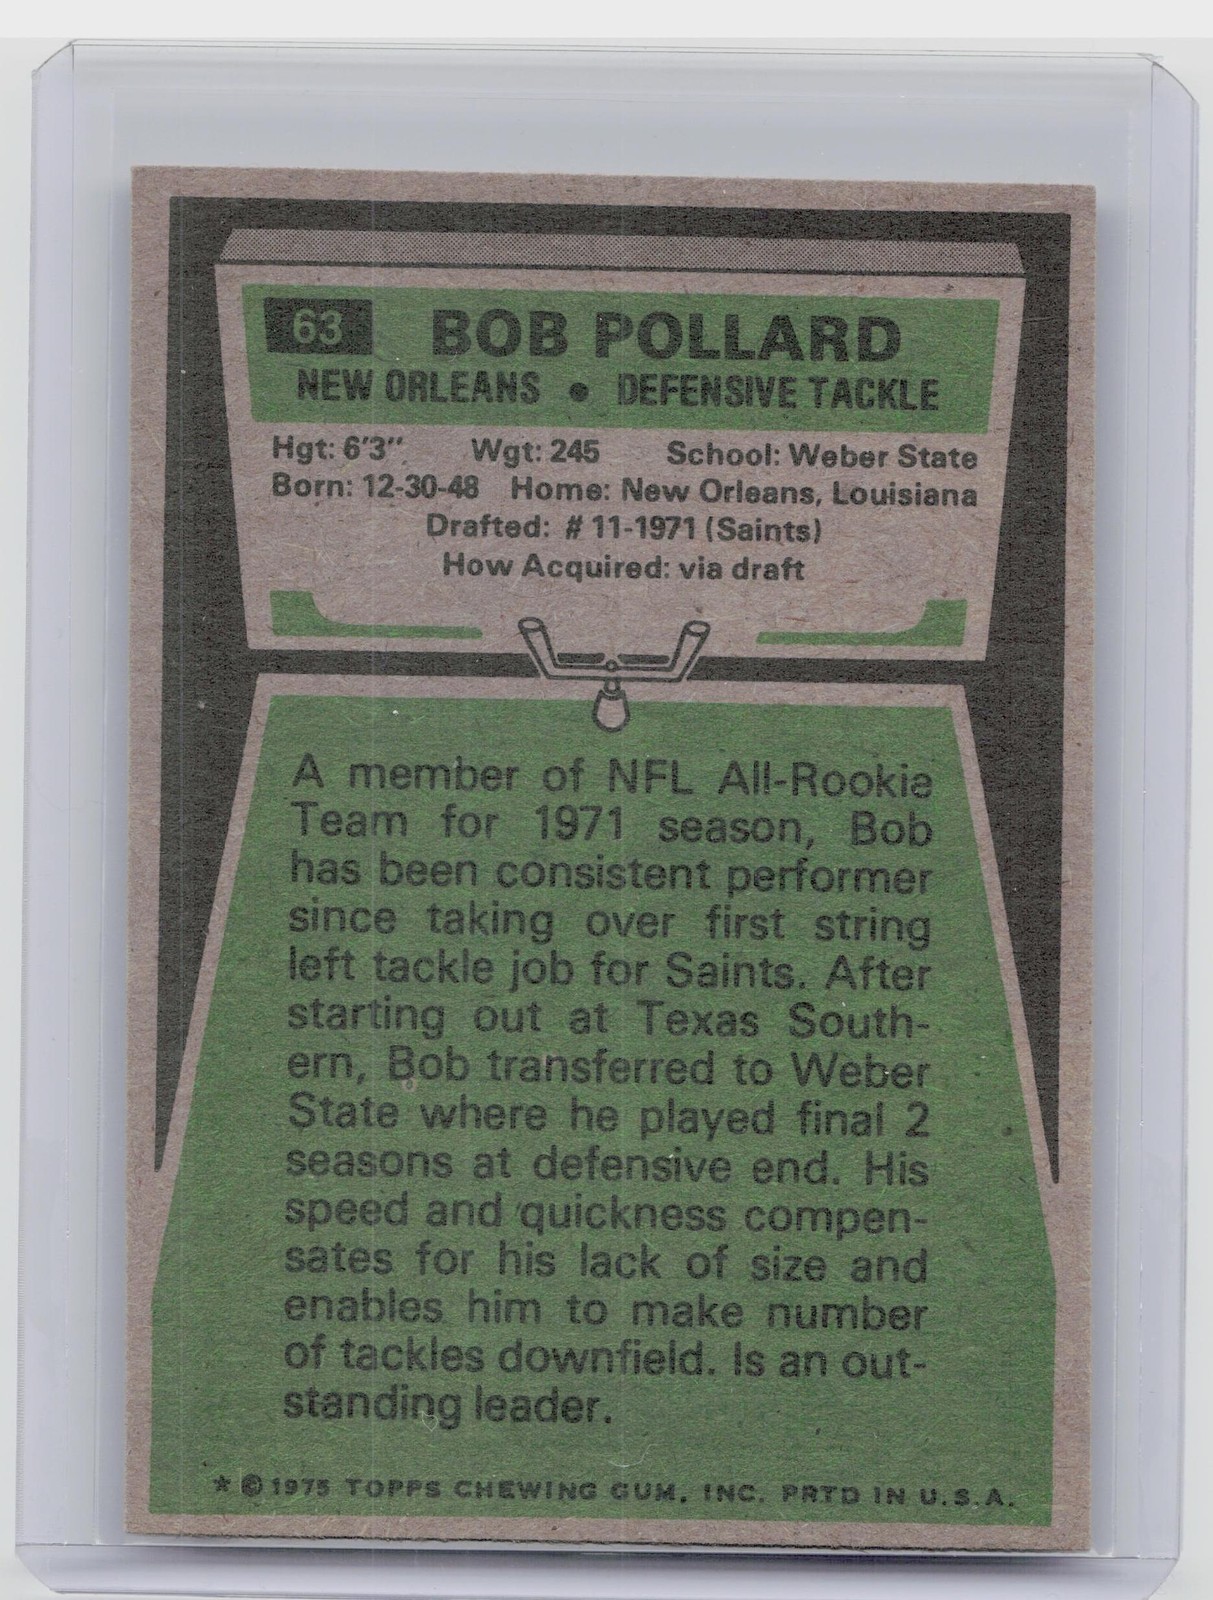 63 BOB POLLARD
NEW ORLEANS • DEFENSIVE TACKLE
Hgt: 6'3" Wgt: 245 School: Weber State
Born: 12-30-48 Home: New Orleans, Louisiana
Drafted: #11-1971 (Saints)
How Acquired: via draft
A member of NFL All-Rookie
Team for 1971 season, Bob
has been consistent performer
since taking over first string
left tackle job for Saints. After
starting out at Texas South-
ern, Bob transferred to Weber
State where he played final 2
seasons at defensive end. His
speed and quickness compen-
sates for his lack of size and
enables him to make number
of tackles downfield. Is an out-
standing leader.
★ © 1975 TOPPS CHEWING GUM, INC. PRTD IN U.S.A.